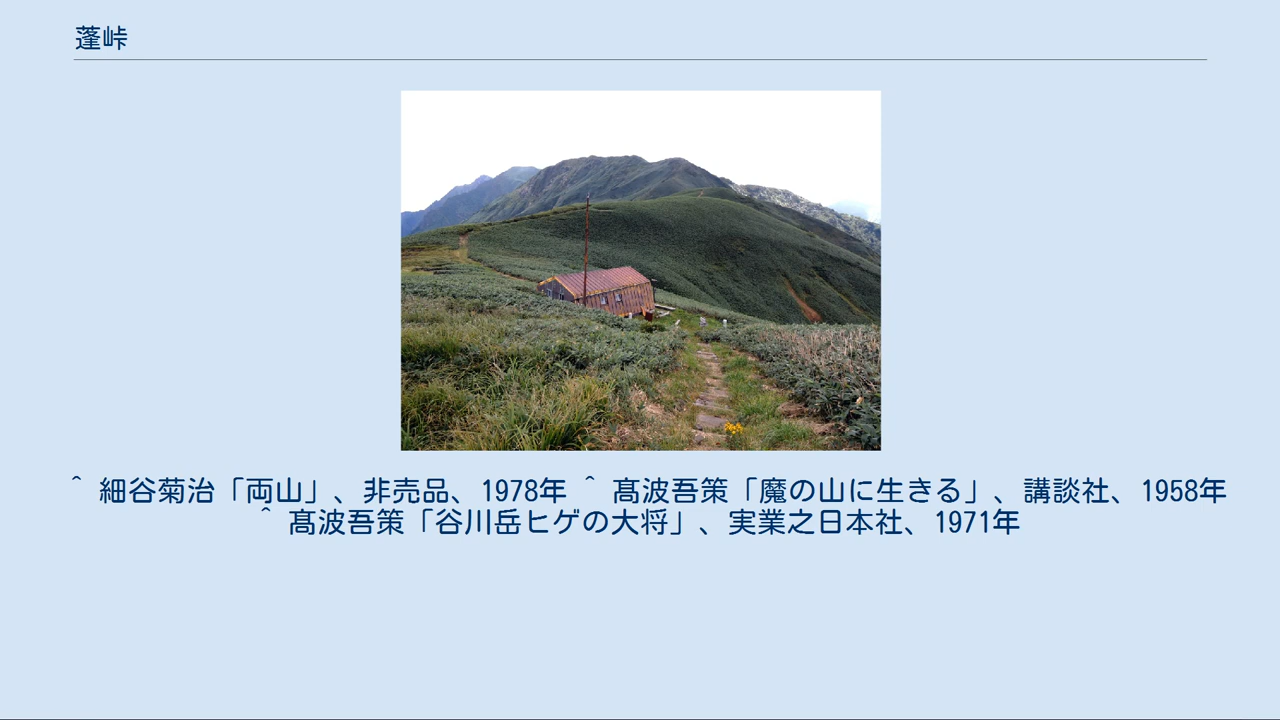 蓬峠
^ 細谷菊治「両山」、非売品、1978年 ^ 髙波吾策「魔の山に生きる」、講談社、1958年
^ 髙波吾策「谷川岳ヒゲの大将」、実業之日本社、1971年